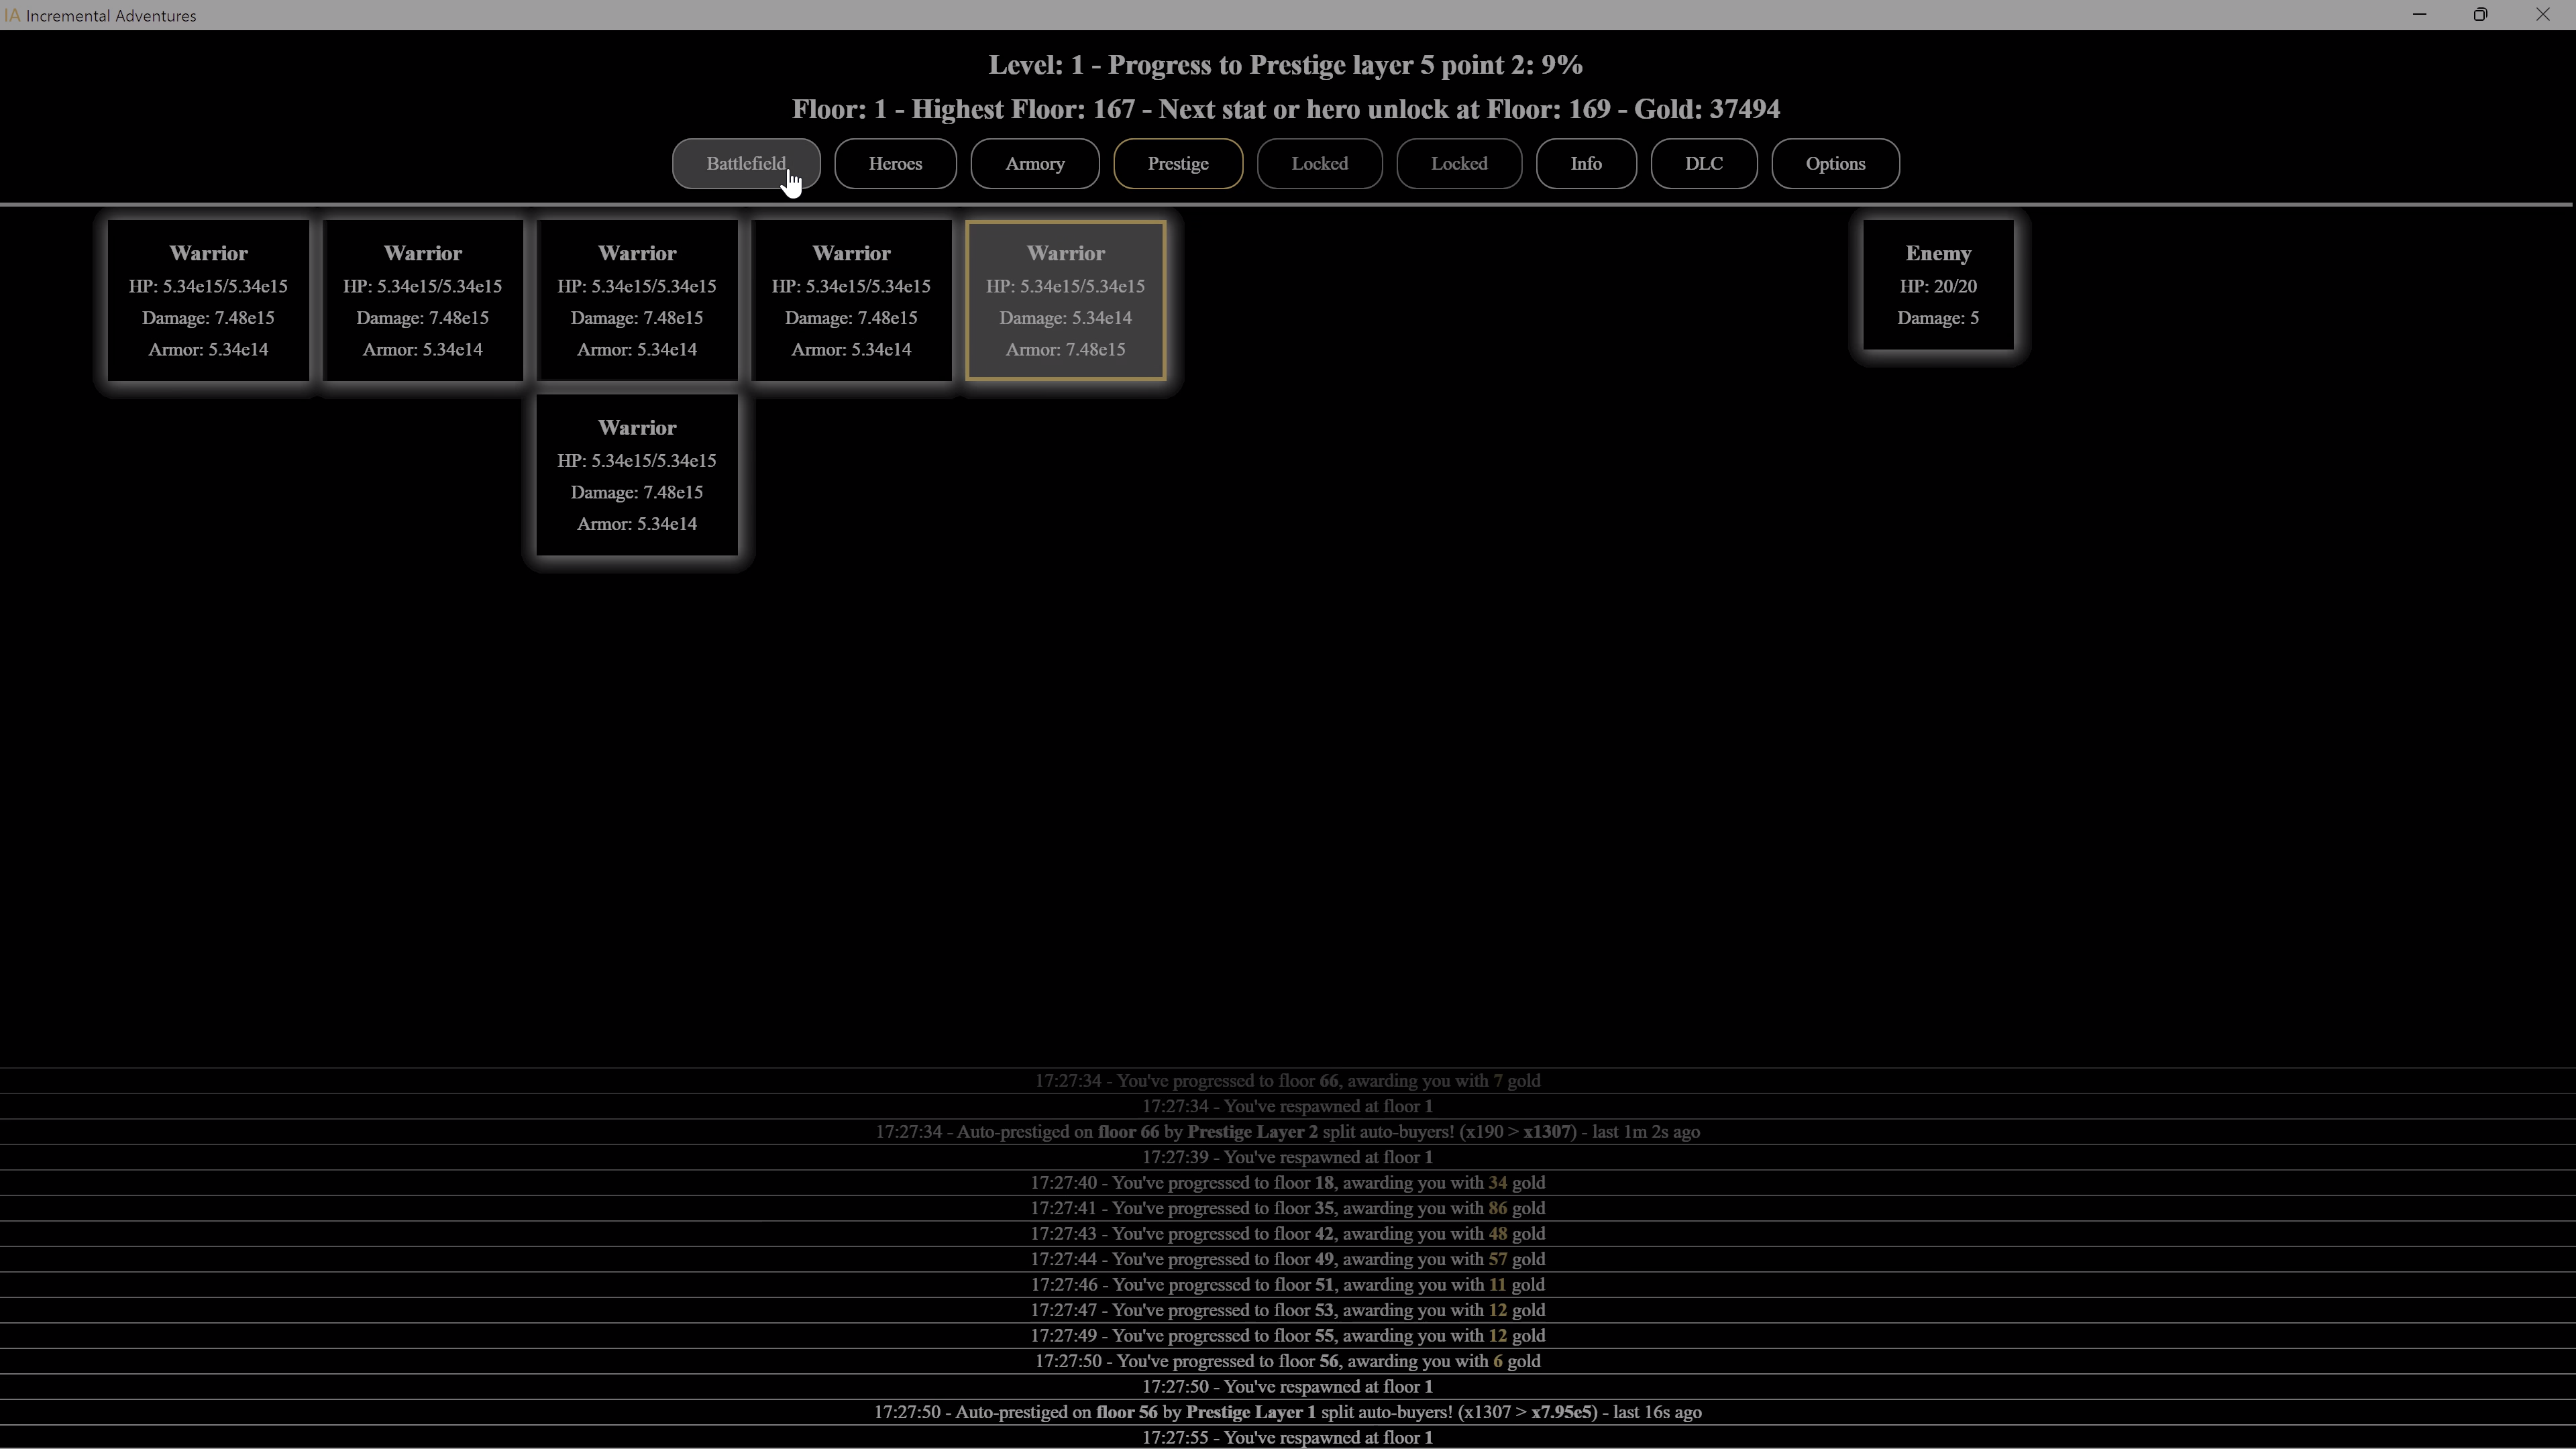 IA Incremental Adventures
Level: 1 - Progress to Prestige layer 5 point 2: 9%
Floor: 1 - Highest Floor: 167 - Next stat or hero unlock at Floor: 169 - Gold: 37494
Battlefield Heroes Armory Prestige Locked Locked Info DLC Options
Warrior Warrior Warrior Warrior Warrior Enemy
HP: 5.34e15/5.34e15 HP: 5.34e15/5.34e15 HP: 5.34e15/5.34e15 HP: 5.34e15/5.34e15 HP: 5.34e15/5.34e15 HP: 20/20
Damage: 7.48e15 Damage: 7.48e15 Damage: 7.48e15 Damage: 7.48e15 Damage: 5.34e14 Damage: 5
Armor: 5.34e14 Armor: 5.34e14 Armor: 5.34e14 Armor: 5.34e14 Armor: 7.48e15
Warrior
HP: 5.34e15/5.34e15
Damage: 7.48e15
Armor: 5.34e14
17:27:34 - You've progressed to floor 66, awarding you with 7 gold
17:27:34 - You've respawned at floor 1
17:27:34 - Auto-prestiged on floor 66 by Prestige Layer 2 split auto-buyers! (x190 > x1307) - last 1m 2s ago
17:27:39 - You've respawned at floor 1
17:27:40 - You've progressed to floor 18, awarding you with 34 gold
17:27:41 - You've progressed to floor 35, awarding you with 86 gold
17:27:43 - You've progressed to floor 42, awarding you with 48 gold
17:27:44 - You've progressed to floor 49, awarding you with 57 gold
17:27:46 - You've progressed to floor 51, awarding you with 11 gold
17:27:47 - You've progressed to floor 53, awarding you with 12 gold
17:27:49 - You've progressed to floor 55, awarding you with 12 gold
17:27:50 - You've progressed to floor 56, awarding you with 6 gold
17:27:50 - You've respawned at floor 1
17:27:50 - Auto-prestiged on floor 56 by Prestige Layer 1 split auto-buyers! (x1307 > x7.95e5) - last 16s ago
17:27:55 - You've respawned at floor 1